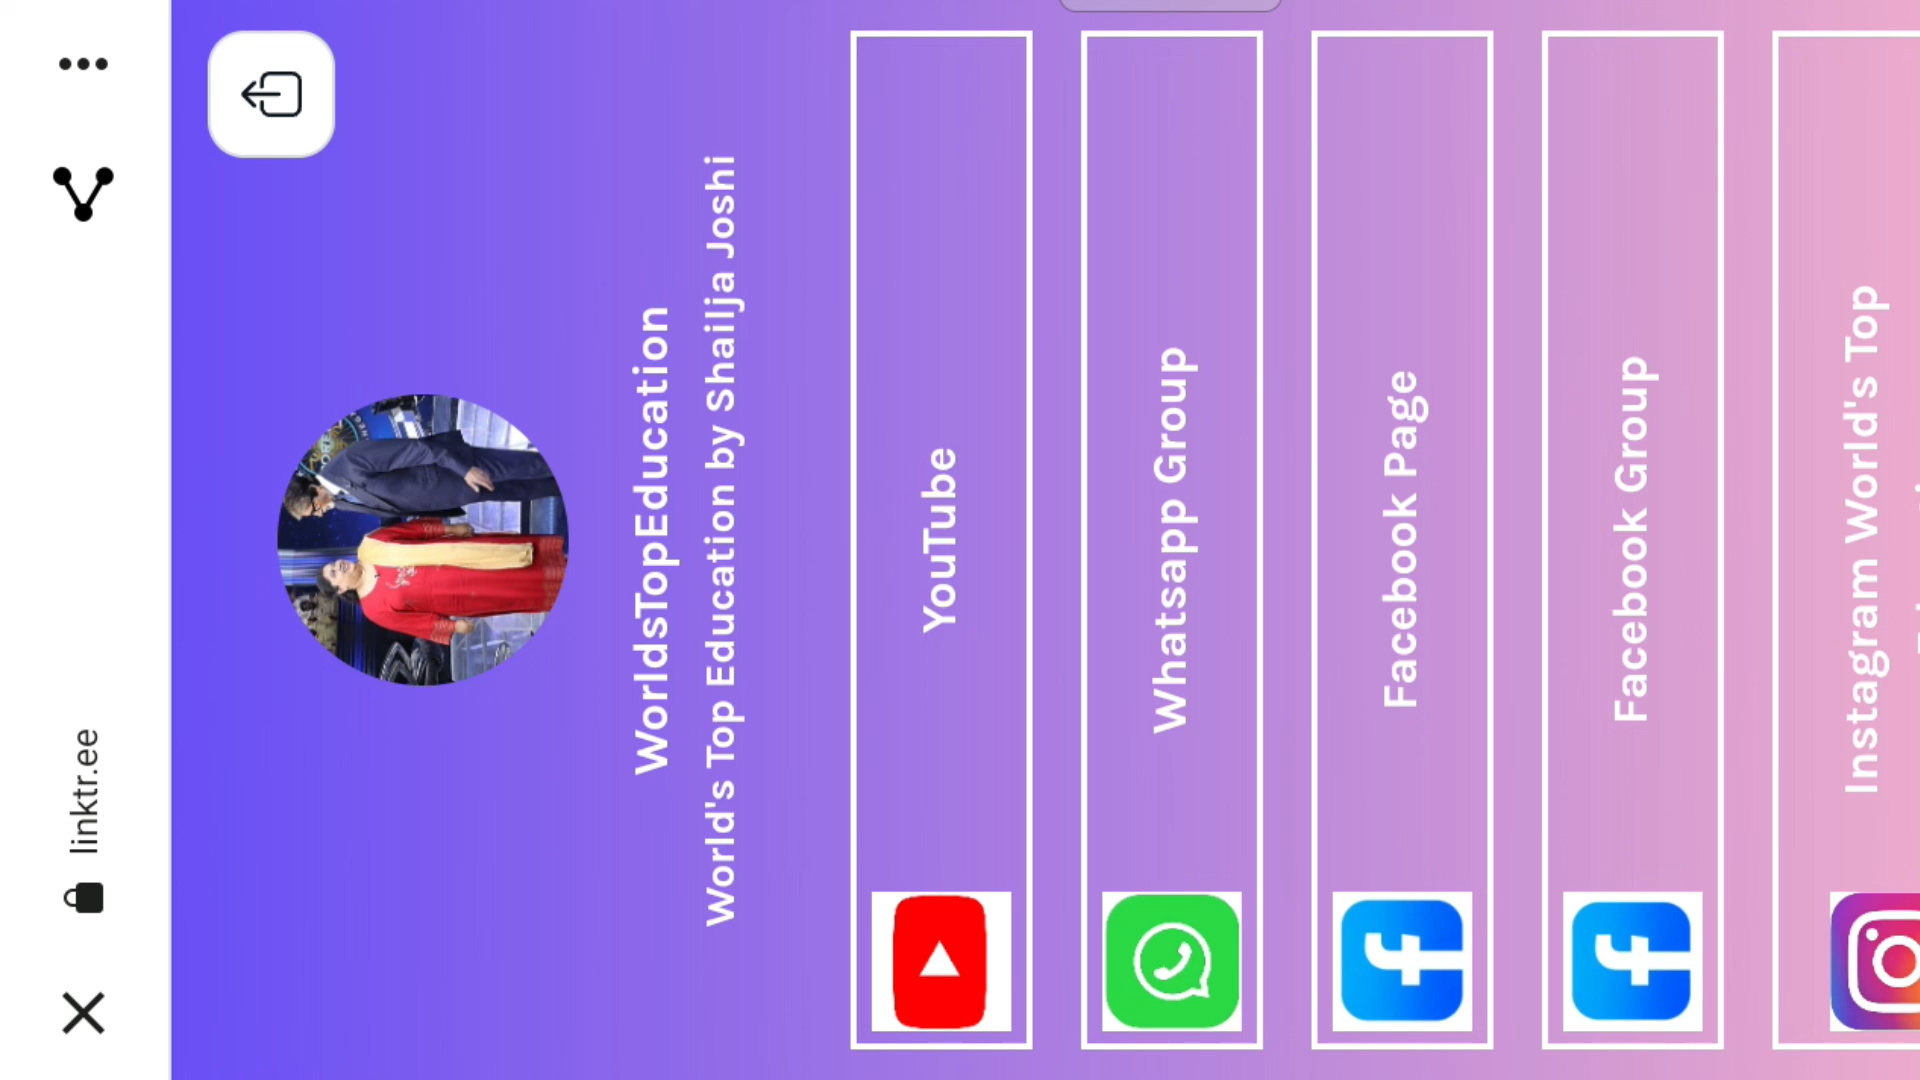 linktr.ee
WorldsTopEducation
World's Top Education by Shailja Joshi
YouTube
Whatsapp Group
Facebook Page
Facebook Group
Instagram World's Top